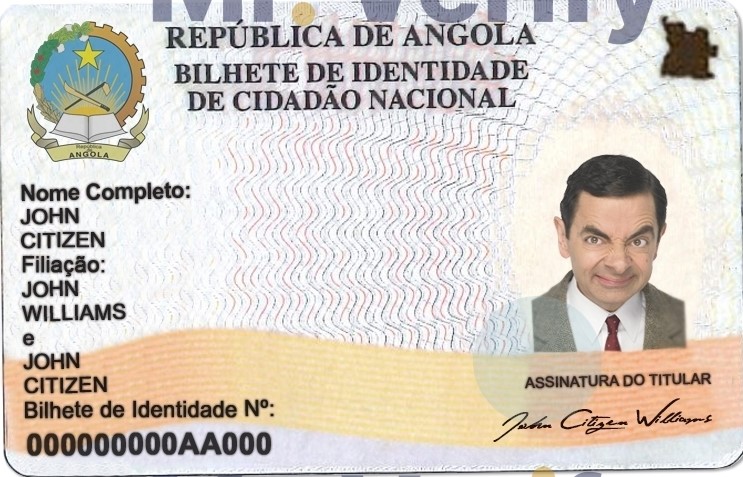 Mr. Verify
REPÚBLICA DE ANGOLA
BILHETE DE IDENTIDADE
DE CIDADÃO NACIONAL
República
de
ANGOLA
Nome Completo:
JOHN
CITIZEN
Filiação:
JOHN
WILLIAMS
e
JOHN
CITIZEN
Bilhete de Identidade Nº:
000000000AA000
ASSINATURA DO TITULAR
John Citizen Williams